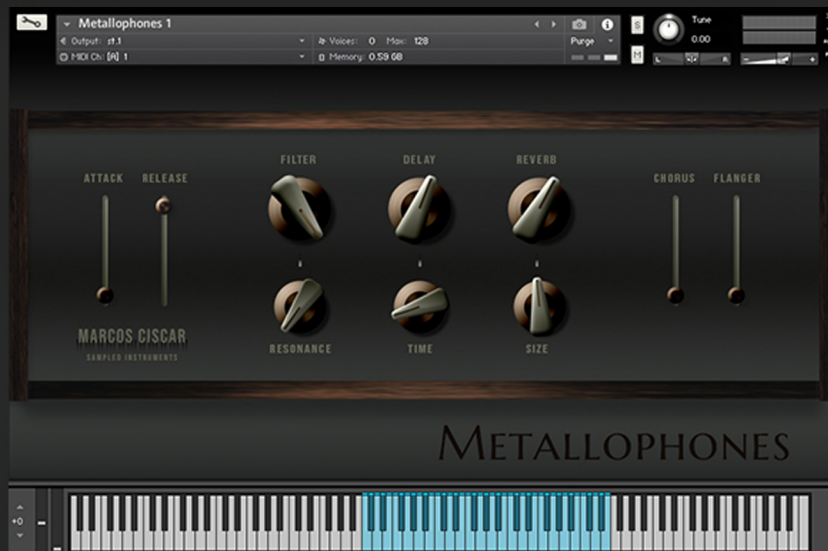 Metallophones 1
Output: st.1
Voices: 0 Max: 128
Purge
MIDI Ch: [A] 1
Memory: 0.59 GB
S
M
Tune
0.00
L R
- +
ATTACK RELEASE
FILTER DELAY REVERB
CHORUS FLANGER
MARCOS CISCAR
SAMPLED INSTRUMENTS
RESONANCE TIME SIZE
METALLOPHONES
+0